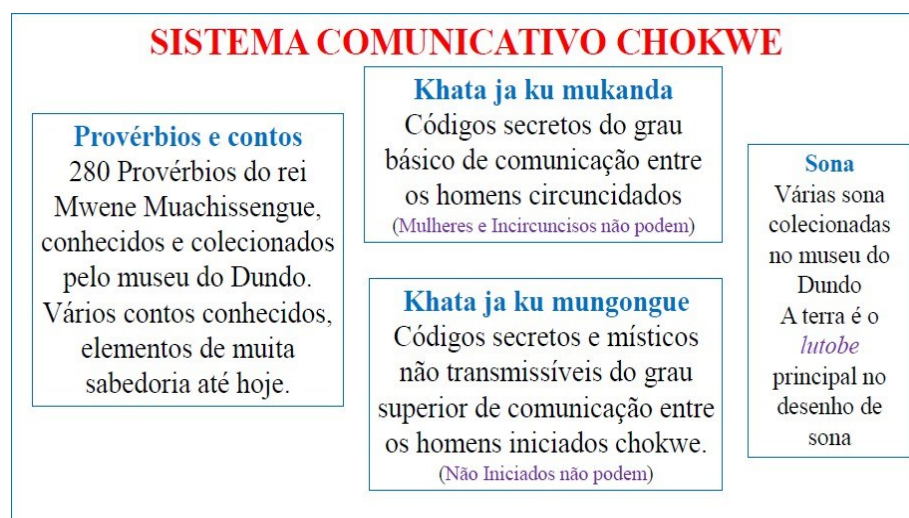 SISTEMA COMUNICATIVO CHOKWE
Provérbios e contos
280 Provérbios do rei
Mwene Muachissengue,
conhecidos e colecionados
pelo museu do Dundo.
Vários contos conhecidos,
elementos de muita
sabedoria até hoje.
Khata ja ku mukanda
Códigos secretos do grau
básico de comunicação entre
os homens circuncidados
(Mulheres e Incircuncisos não podem)
Khata ja ku mungongue
Códigos secretos e místicos
não transmissíveis do grau
superior de comunicação entre
os homens iniciados chokwe.
(Não Iniciados não podem)
Sona
Várias sona
colecionadas
no museu do
Dundo
A terra é o
lutobe
principal no
desenho de
sona